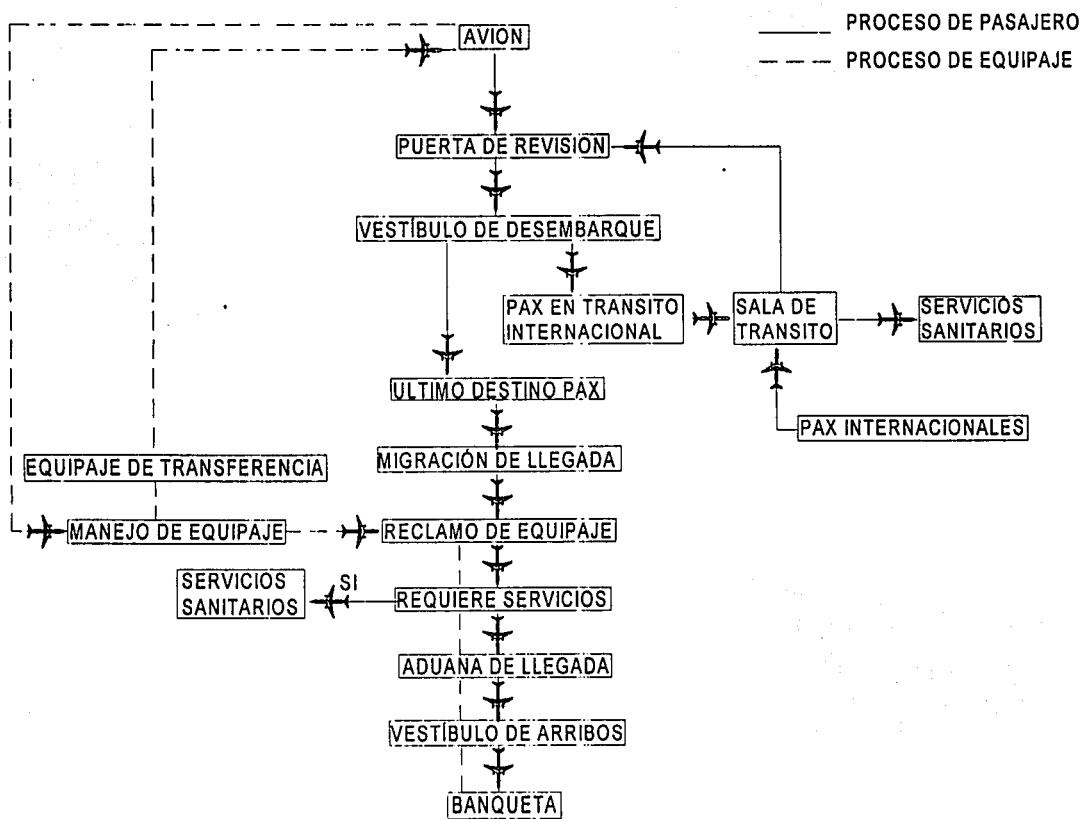 PROCESO DE PASAJERO
PROCESO DE EQUIPAJE
AVION
PUERTA DE REVISION
VESTÍBULO DE DESEMBARQUE
PAX EN TRANSITO
INTERNACIONAL
SALA DE
TRANSITO
SERVICIOS
SANITARIOS
ULTIMO DESTINO PAX
PAX INTERNACIONALES
MIGRACIÓN DE LLEGADA
EQUIPAJE DE TRANSFERENCIA
MANEJO DE EQUIPAJE
RECLAMO DE EQUIPAJE
SERVICIOS
SANITARIOS
SI
REQUIERE SERVICIOS
ADUANA DE LLEGADA
VESTÍBULO DE ARRIBOS
BANQUETA